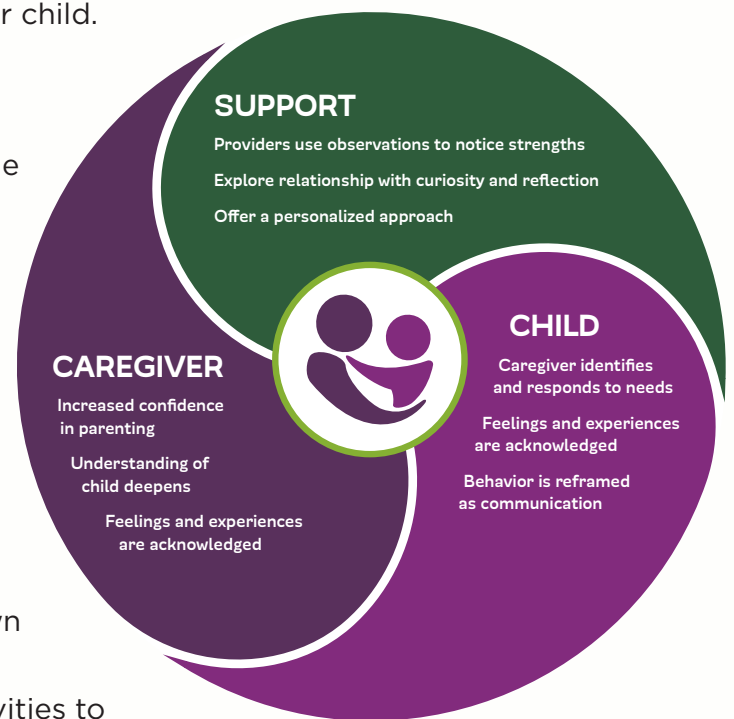 r child.
e
SUPPORT
Providers use observations to notice strengths
Explore relationship with curiosity and reflection
Offer a personalized approach
CAREGIVER
Increased confidence
in parenting
Understanding of
child deepens
Feelings and experiences
are acknowledged
CHILD
Caregiver identifies
and responds to needs
Feelings and experiences
are acknowledged
Behavior is reframed
as communication
vn
vities to